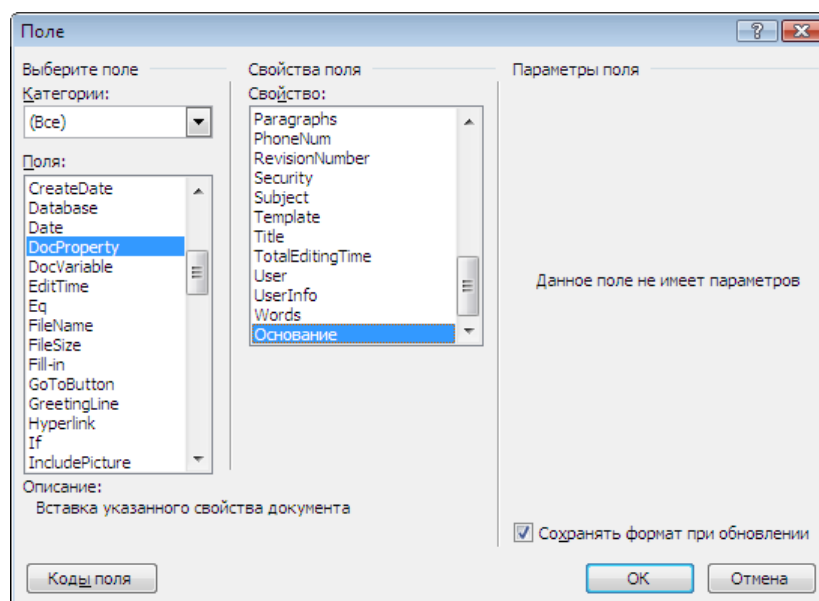 Поле
Выберите поле
Категории:
(Все)
Поля:
CreateDate
Database
Date
DocProperty
DocVariable
EditTime
Eq
FileName
FileSize
Fill-in
GoToButton
GreetingLine
Hyperlink
If
IncludePicture
Свойства поля
Свойство:
Paragraphs
PhoneNum
RevisionNumber
Security
Subject
Template
Title
TotalEditingTime
User
UserInfo
Words
Основание
Параметры поля
Данное поле не имеет параметров
Описание:
Вставка указанного свойства документа
Сохранять формат при обновлении
Коды поля
ОК
Отмена